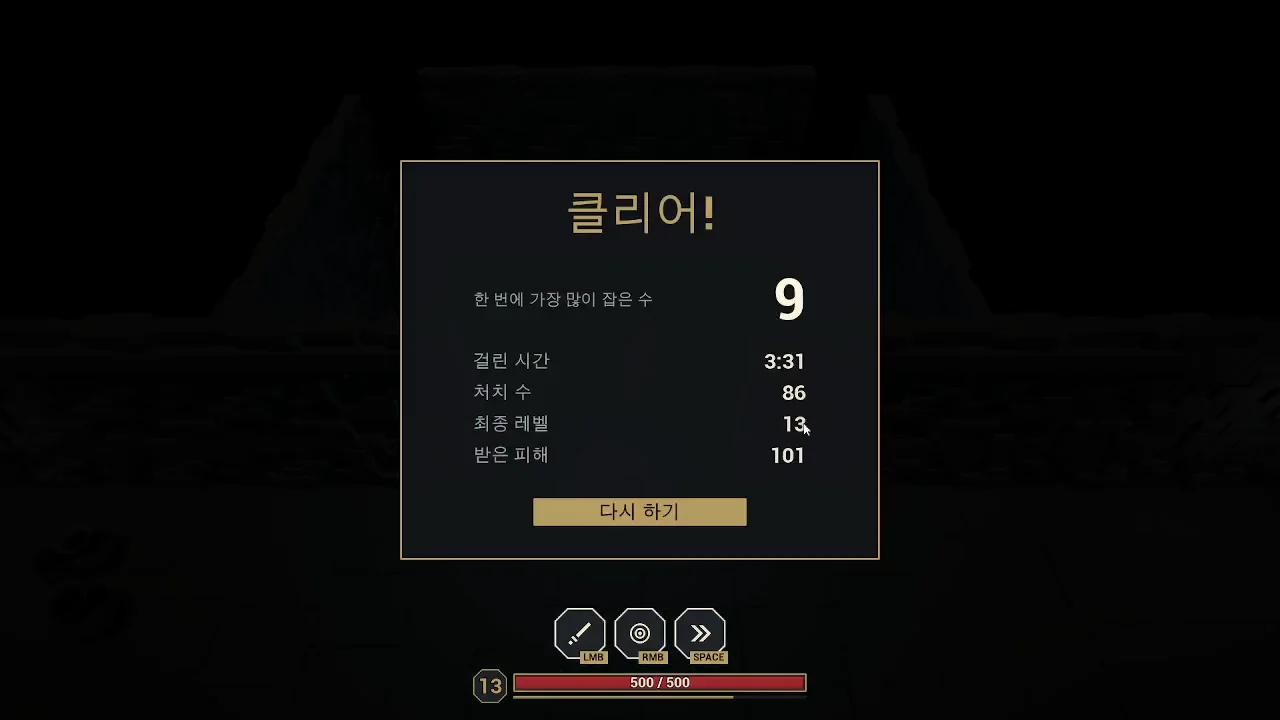 클리어!
한 번에 가장 많이 잡은 수 9
걸린 시간 3:31
처치 수 86
최종 레벨 13
받은 피해 101
다시 하기
LMB RMB SPACE
13 500 / 500